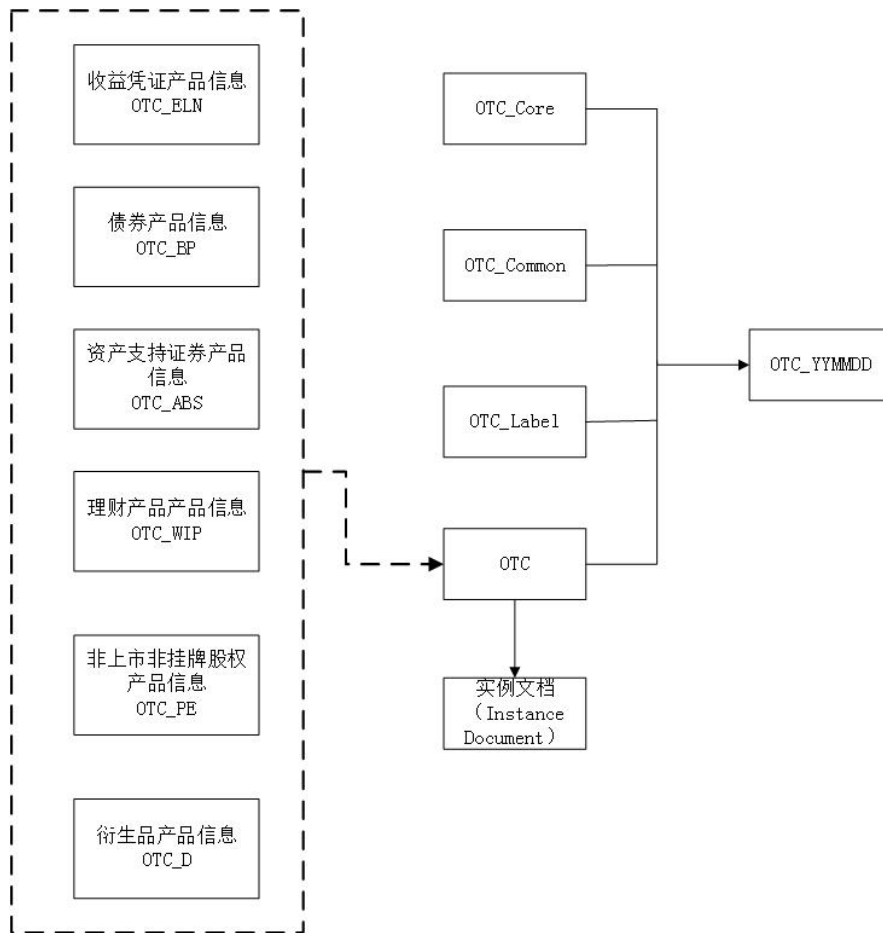 收益凭证产品信息
OTC_ELN
债券产品信息
OTC_BP
资产支持证券产品
信息
OTC_ABS
理财产品产品信息
OTC_WIP
非上市非挂牌股权
产品信息
OTC_PE
衍生品产品信息
OTC_D
OTC_Core
OTC_Common
OTC_Label
OTC
实例文档
（Instance
Document）
OTC_YYMMDD